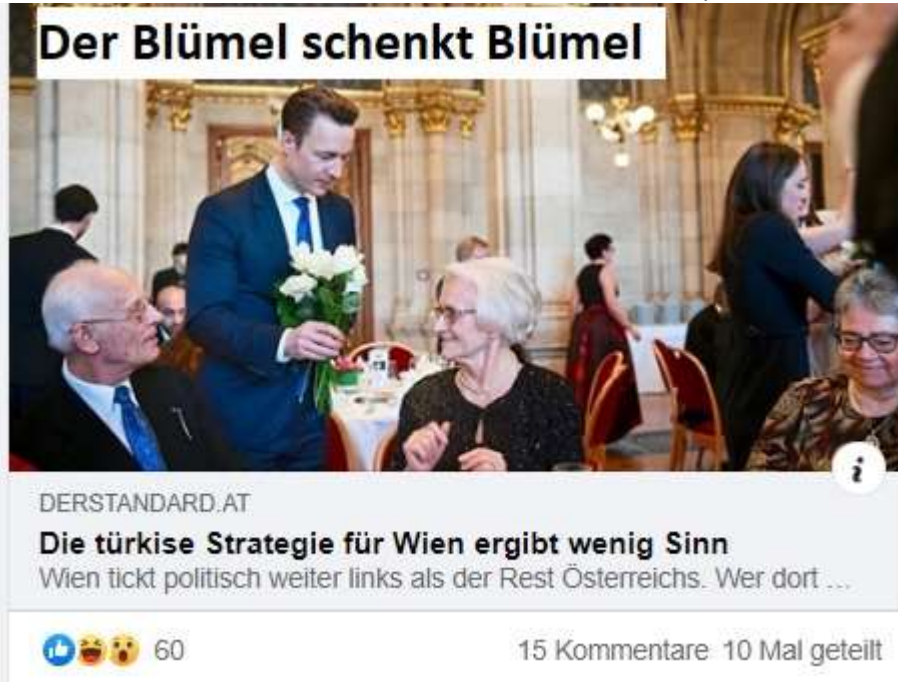 Der Blümel schenkt Blümel
i
DERSTANDARD.AT
Die türkise Strategie für Wien ergibt wenig Sinn
Wien tickt politisch weiter links als der Rest Österreichs. Wer dort ...
60
15 Kommentare 10 Mal geteilt